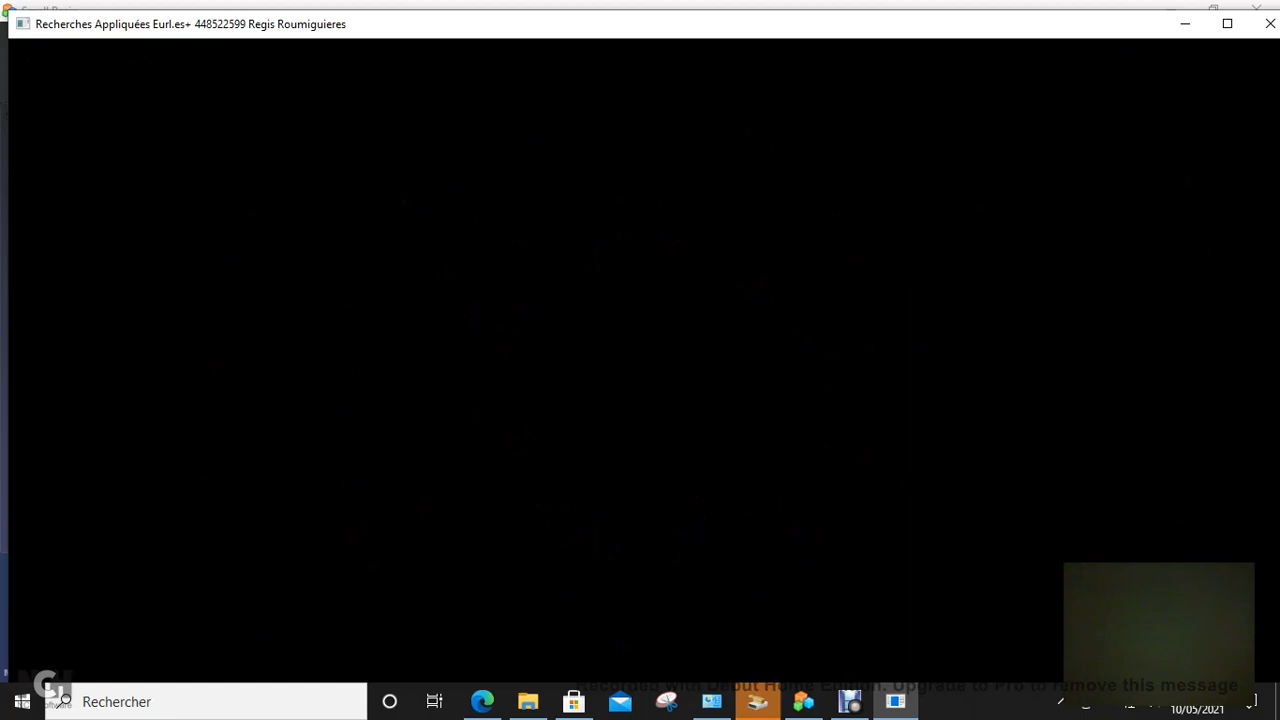 Recherches Appliquées Eurl.es+ 448522599 Regis Roumiguieres
Recorded with Debut Home Edition. Upgrade to Pro to remove this message
Rechercher
10/05/2021